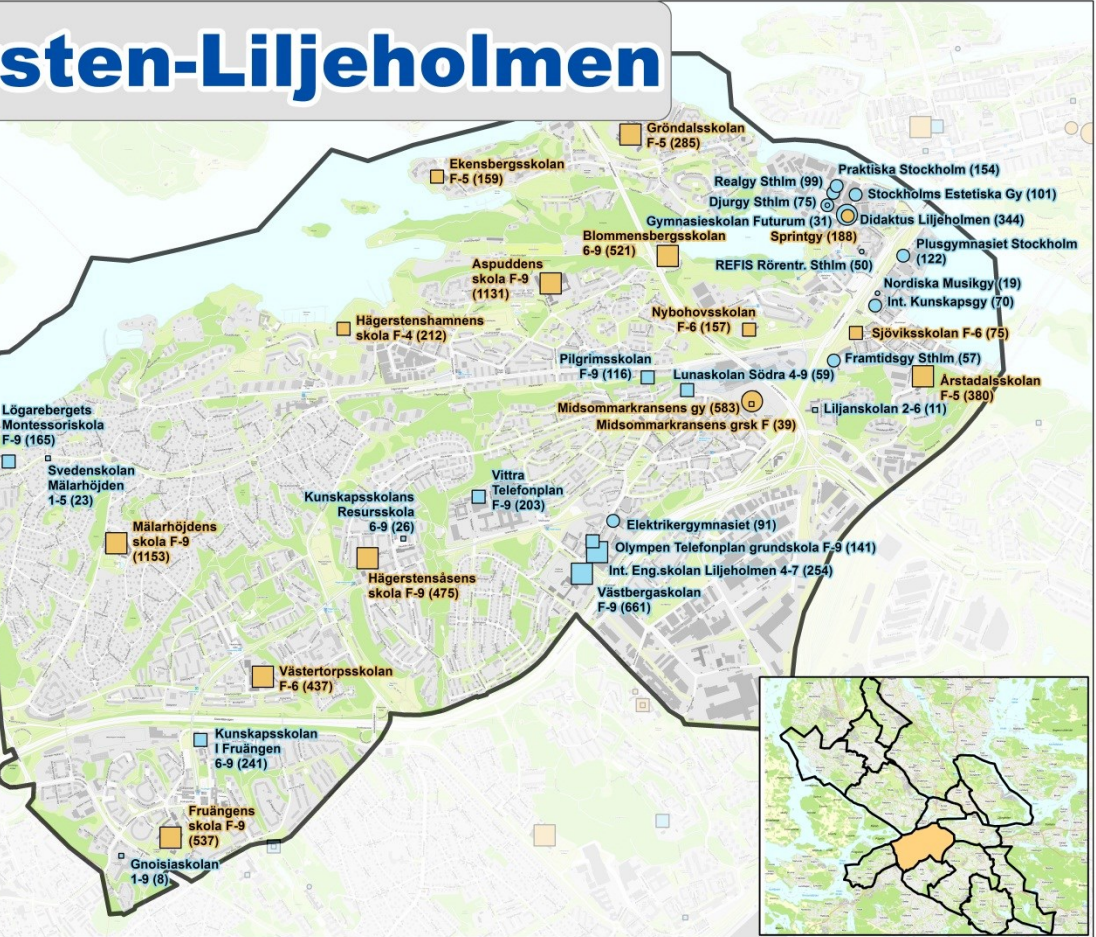 sten-Liljeholmen
Gröndalsskolan
F-5 (285)
Ekensbergsskolan
F-5 (159)
Praktiska Stockholm (154)
Realgy Sthlm (99)
Stockholms Estetiska Gy (101)
Djurgy Sthlm (75)
Gymnasieskolan Futurum (31)
Didaktus Liljeholmen (344)
Blommensbergsskolan
6-9 (521)
Sprintgy (188)
Plusgymnasiet Stockholm
(122)
REFIS Rörentr. Sthlm (50)
Aspuddens
skola F-9
(1131)
Nordiska Musikgy (19)
Int. Kunskapsgy (70)
Hägerstenshamnens
skola F-4 (212)
Nybohovsskolan
F-6 (157)
Sjöviksskolan F-6 (75)
Pilgrimsskolan
F-9 (116)
Lunaskolan Södra 4-9 (59)
Framtidsgy Sthlm (57)
Årstadalsskolan
F-5 (380)
Midsommarkransens gy (583)
Midsommarkransens grsk F (39)
Liljanskolan 2-6 (11)
Lögarebergets
Montessoriskola
F-9 (165)
Svedenskolan
Mälarhöjden
1-5 (23)
Vittra
Telefonplan
F-9 (203)
Kunskapsskolans
Resursskola
6-9 (26)
Mälarhöjdens
skola F-9
(1153)
Elektrikergymnasiet (91)
Olympen Telefonplan grundskola F-9 (141)
Int. Eng.skolan Liljeholmen 4-7 (254)
Hägerstensåsens
skola F-9 (475)
Västbergaskolan
F-9 (661)
Västertorpsskolan
F-6 (437)
Kunskapsskolan
I Fruängen
6-9 (241)
Fruängens
skola F-9
(537)
Gnoisiaskolan
1-9 (8)